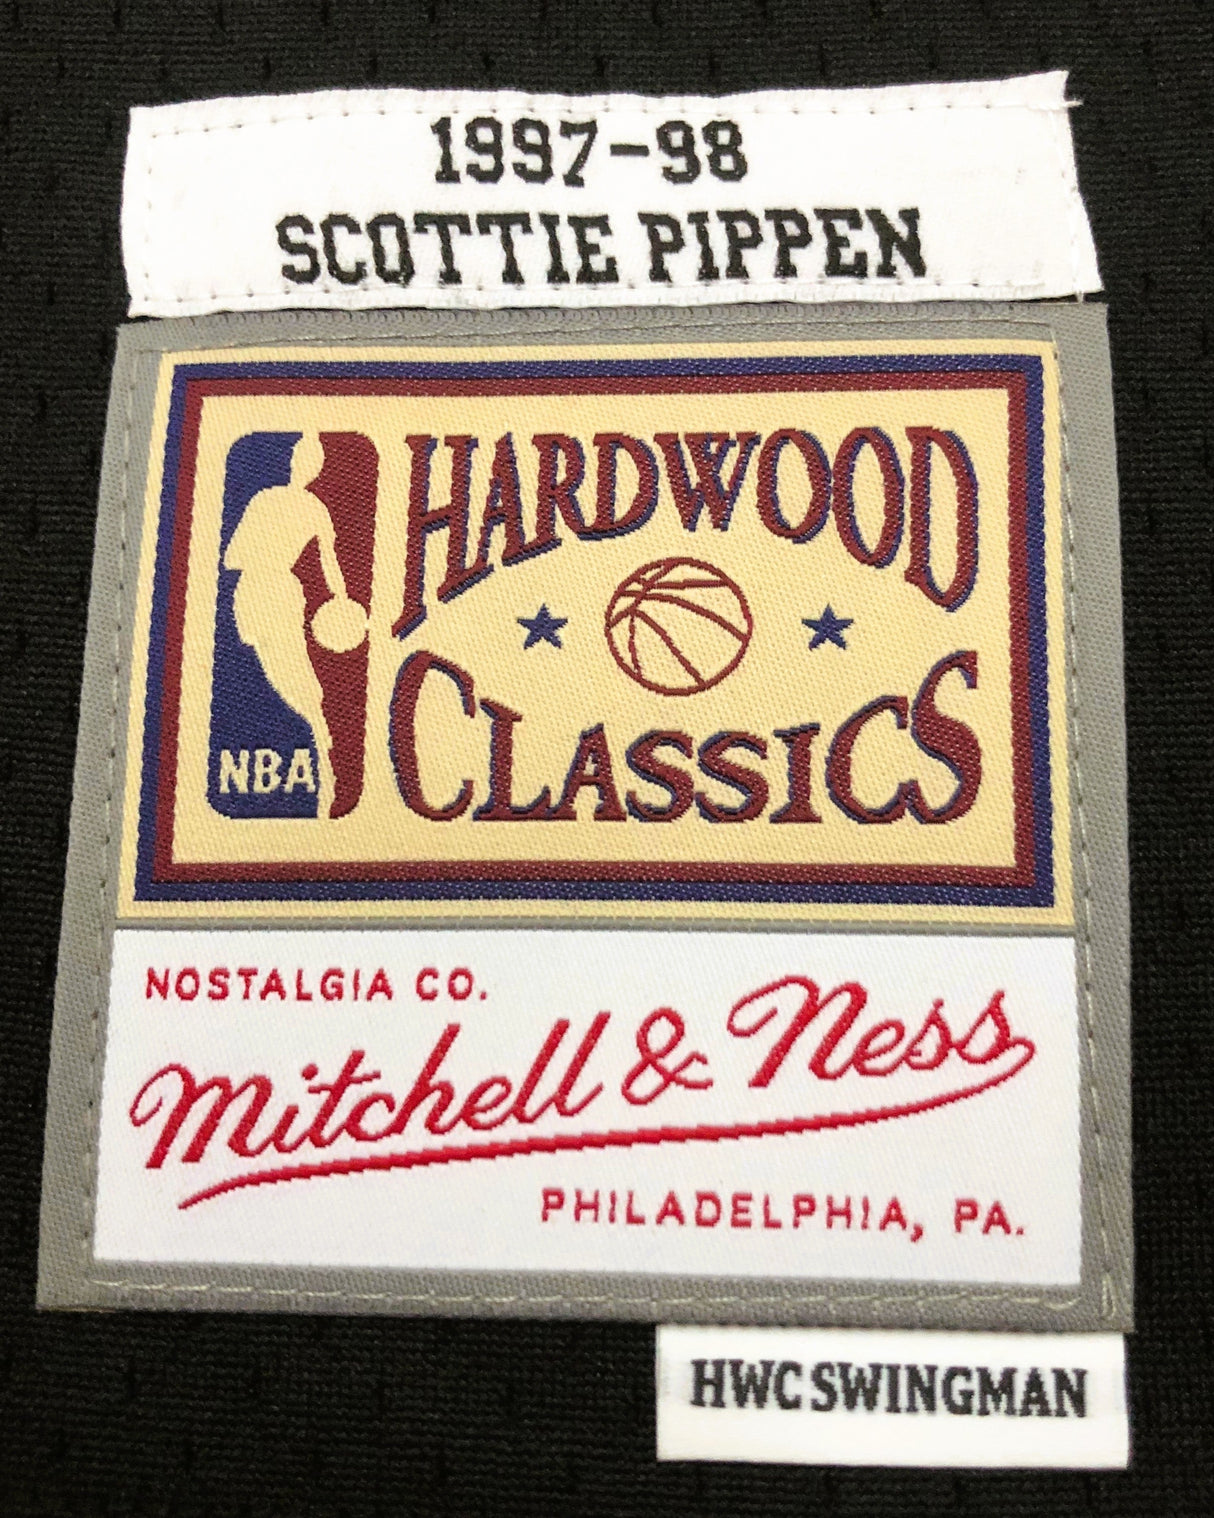 1997-98
SCOTTIE PIPPEN
HARDWOOD
CLASSICS
NBA
NOSTALGIA CO.
Mitchell & Ness
PHILADELPHIA, PA.
HWC SWINGMAN